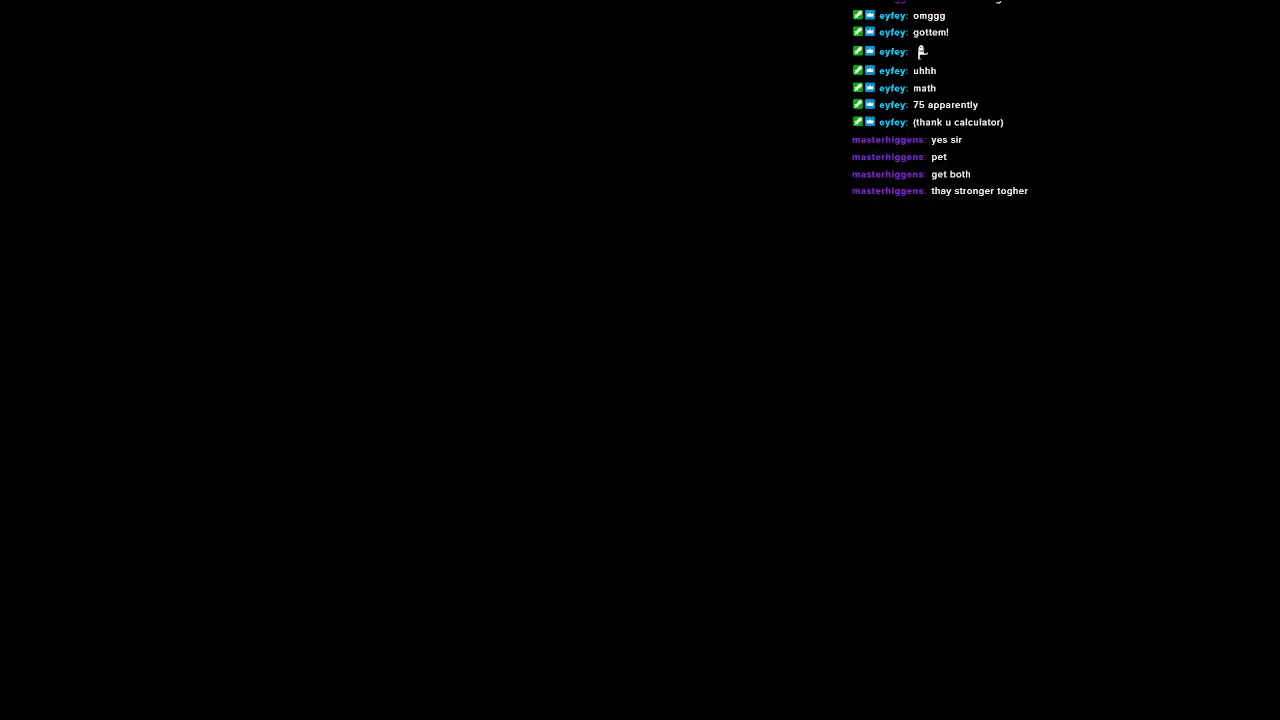 eyfey: omggg
eyfey: gottem!
eyfey:
eyfey: uhhh
eyfey: math
eyfey: 75 apparently
eyfey: (thank u calculator)
masterhiggens: yes sir
masterhiggens: pet
masterhiggens: get both
masterhiggens: thay stronger togher